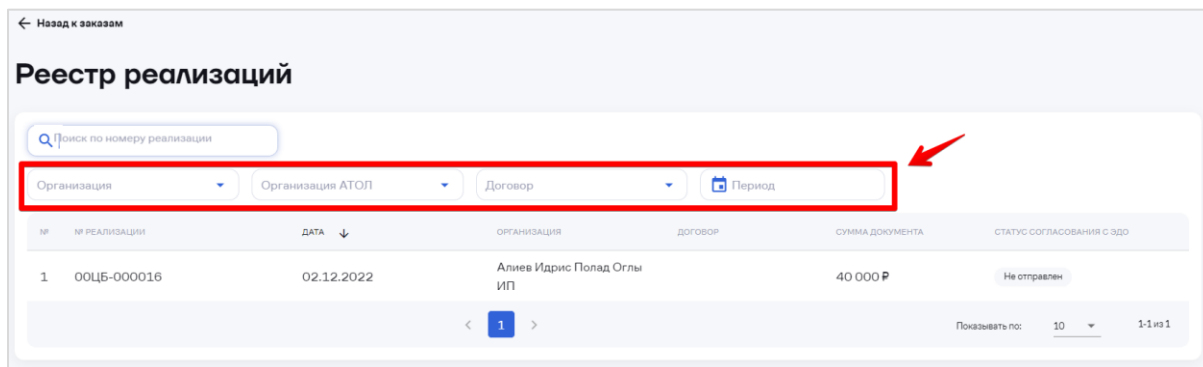 Назад к заказам
Реестр реализаций
Поиск по номеру реализации
Организация Организация АТОЛ Договор Период
№ № РЕАЛИЗАЦИИ ДАТА ОРГАНИЗАЦИЯ ДОГОВОР СУММА ДОКУМЕНТА СТАТУС СОГЛАСОВАНИЯ С ЭДО
1 00ЦБ-000016 02.12.2022 Алиев Идрис Полад Оглы 40 000 ₽ Не отправлен
ИП
1 Показывать по: 10 1-1 из 1